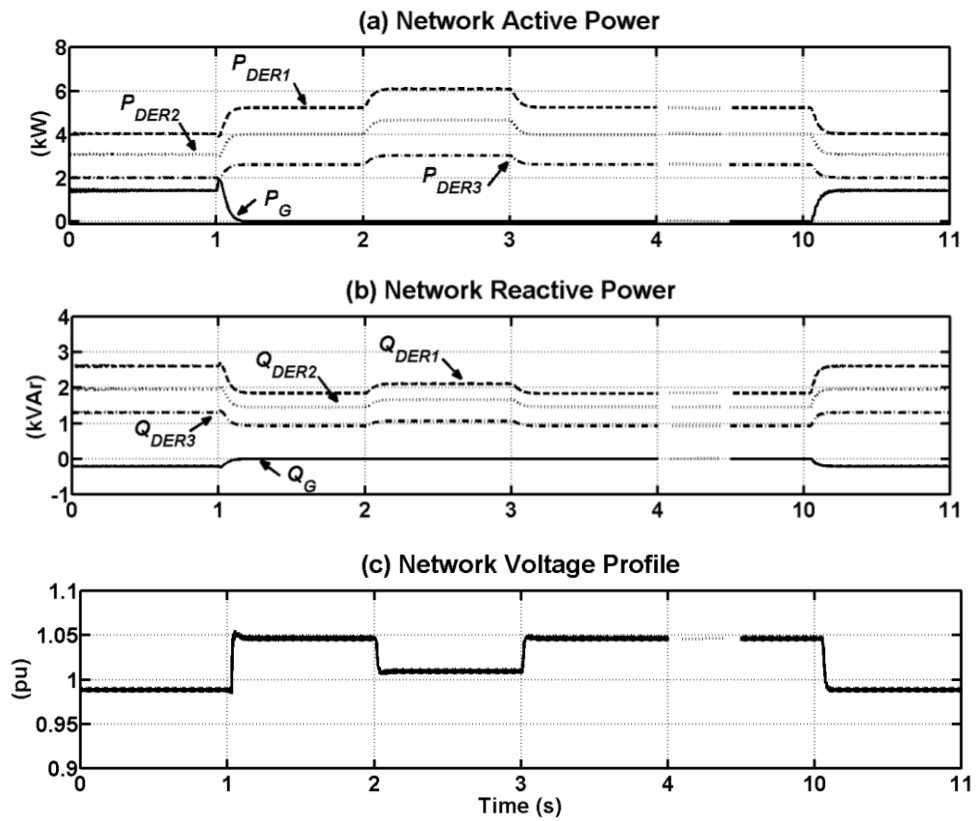 (a) Network Active Power
8
6
4
2
0
(kW)
P_DER1
P_DER2
P_DER3
P_G
0 1 2 3 4 10 11
(b) Network Reactive Power
4
3
2
1
0
-1
(kVAr)
Q_DER1
Q_DER2
Q_DER3
Q_G
0 1 2 3 4 10 11
(c) Network Voltage Profile
1.1
1.05
1
0.95
0.9
(pu)
0 1 2 3 4 10 11
Time (s)